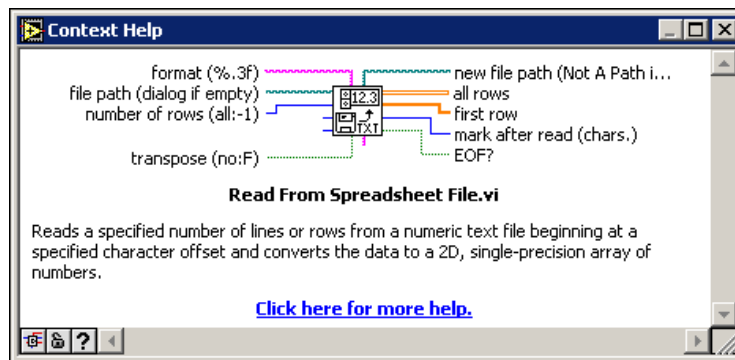 Context Help
format (%.3f)
new file path (Not A Path i...
file path (dialog if empty)
all rows
number of rows (all:-1)
first row
mark after read (chars.)
transpose (no:F)
EOF?
12.3
TXT
Read From Spreadsheet File.vi
Reads a specified number of lines or rows from a numeric text file beginning at a
specified character offset and converts the data to a 2D, single-precision array of
numbers.
Click here for more help.
?